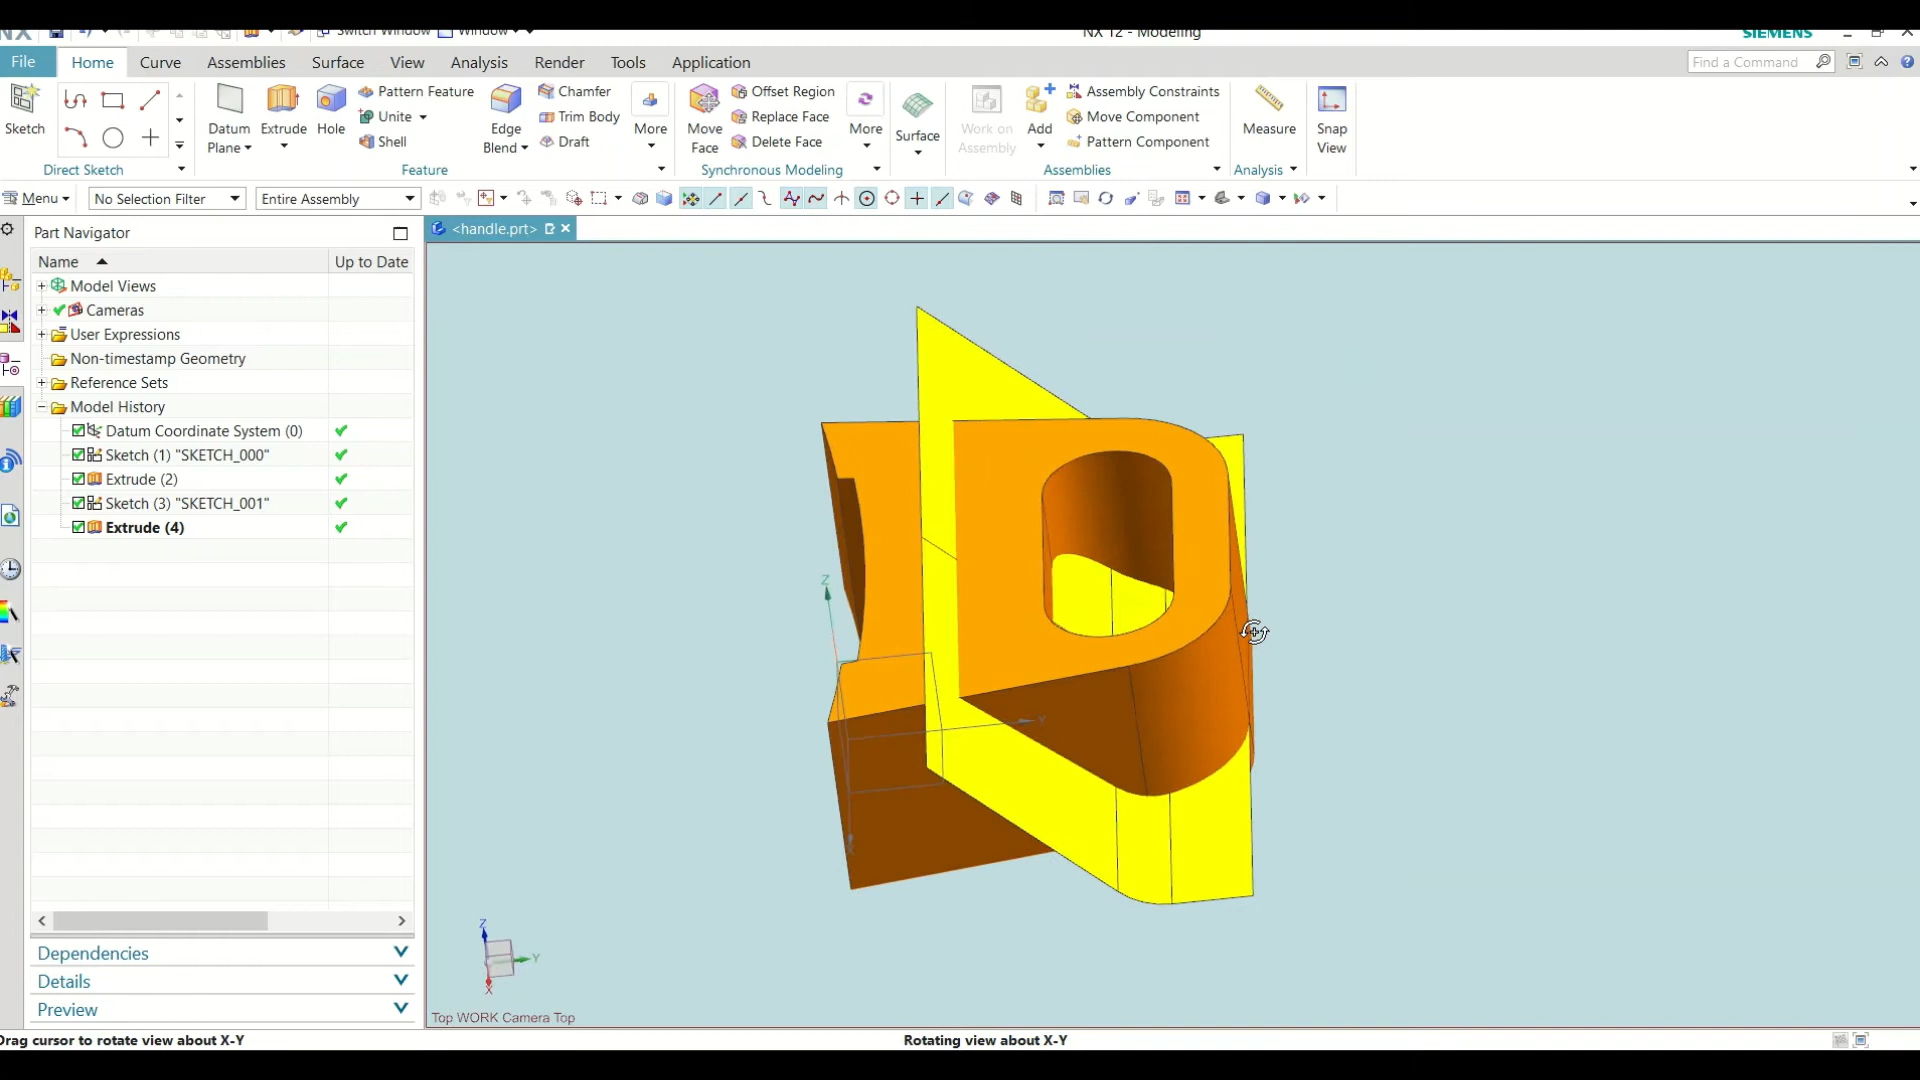 NX Switch Window Window NX 12 - Modeling SIEMENS
File Home Curve Assemblies Surface View Analysis Render Tools Application Find a Command
Sketch Datum Plane Extrude Hole Pattern Feature Unite Shell Edge Blend Chamfer Trim Body Draft More Move Face Offset Region Replace Face Delete Face More Surface Work on Assembly Add Assembly Constraints Move Component Pattern Component Measure Snap View
Direct Sketch Feature Synchronous Modeling Assemblies Analysis
Menu No Selection Filter Entire Assembly
Part Navigator <handle.prt>
Name Up to Date
Model Views
Cameras
User Expressions
Non-timestamp Geometry
Reference Sets
Model History
Datum Coordinate System (0)
Sketch (1) "SKETCH_000"
Extrude (2)
Sketch (3) "SKETCH_001"
Extrude (4)
Z
Y
Z
Y
X
Dependencies
Details
Preview
Top WORK Camera Top
Drag cursor to rotate view about X-Y Rotating view about X-Y